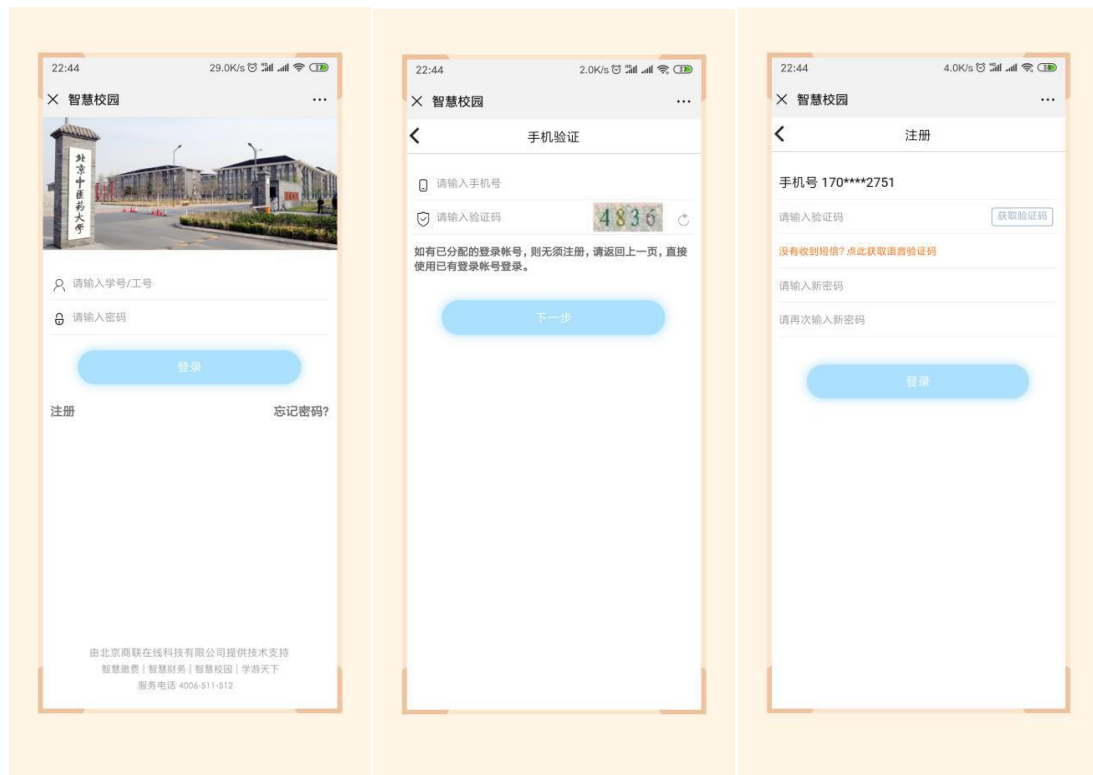 22:44
29.0K/s
智慧校园
北京中医药大学
请输入学号/工号
请输入密码
登录
注册
忘记密码?
由北京商联在线科技有限公司提供技术支持
智慧缴费 | 智慧财务 | 智慧校园 | 学游天下
服务电话 4006-511-512
22:44
2.0K/s
智慧校园
手机验证
请输入手机号
请输入验证码
4836
如有已分配的登录帐号，则无须注册，请返回上一页，直接
使用已有登录帐号登录。
下一步
22:44
4.0K/s
智慧校园
注册
手机号 170****2751
请输入验证码
获取验证码
没有收到短信? 点此获取语音验证码
请输入新密码
请再次输入新密码
登录